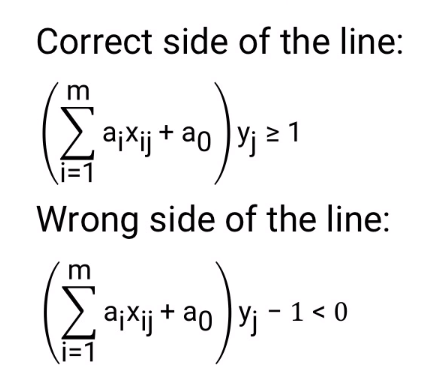 Correct side of the line:
(∑_{i=1}^{m} a_i x_{ij} + a_0) y_j ≥ 1
Wrong side of the line:
(∑_{i=1}^{m} a_i x_{ij} + a_0) y_j − 1 < 0